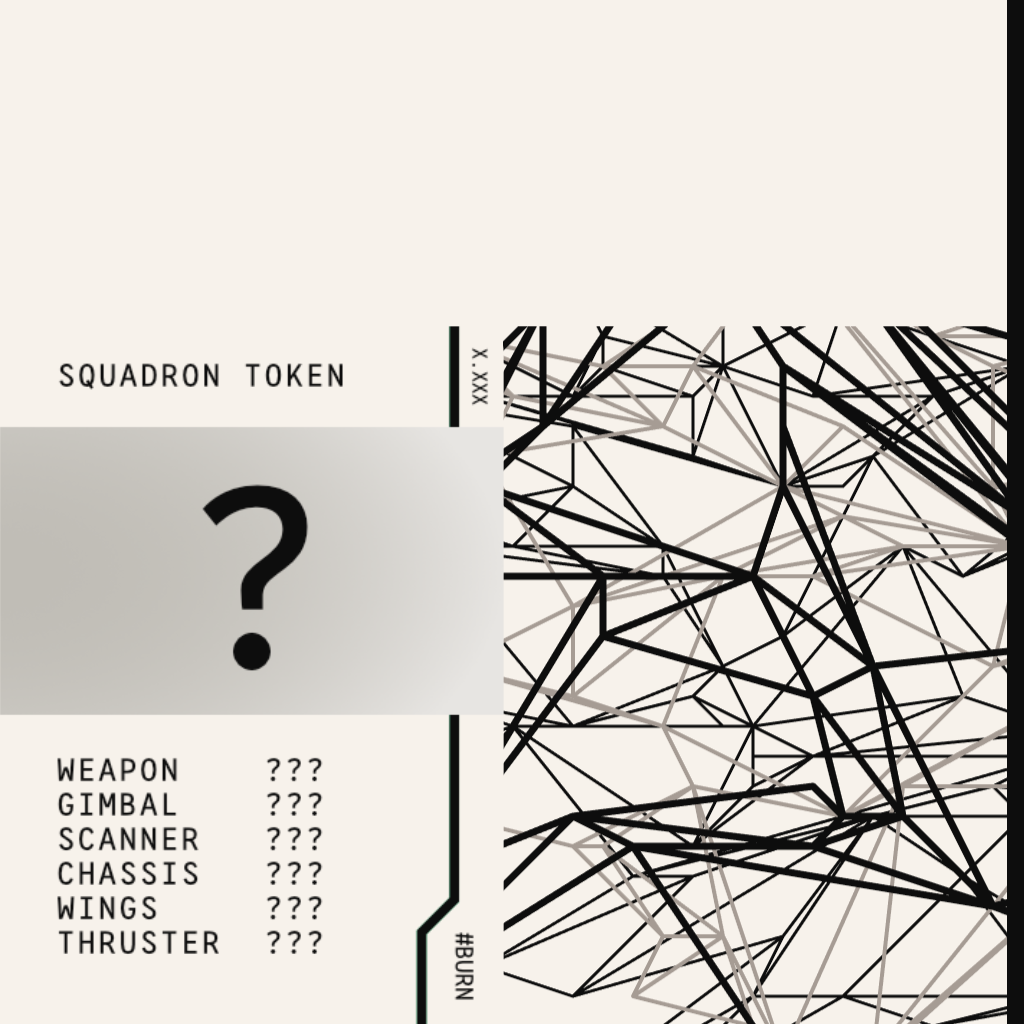 SQUADRON TOKEN
X.XXX
?
WEAPON ???
GIMBAL ???
SCANNER ???
CHASSIS ???
WINGS ???
THRUSTER ???
#BURN